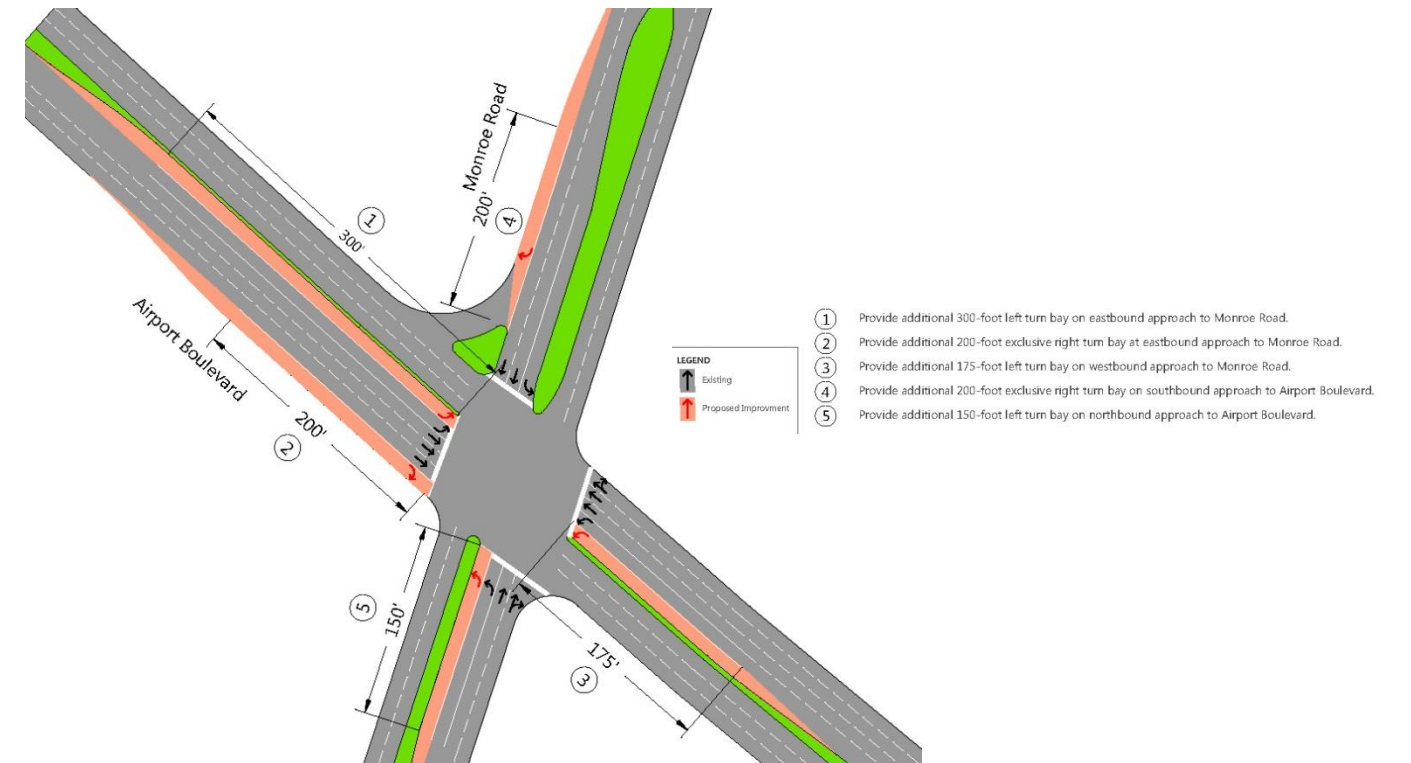 Monroe Road
200'
4
1
300'
Airport Boulevard
200'
2
5
150'
175'
3
LEGEND
Existing
Proposed Improvment
1 Provide additional 300-foot left turn bay on eastbound approach to Monroe Road.
2 Provide additional 200-foot exclusive right turn bay at eastbound approach to Monroe Road.
3 Provide additional 175-foot left turn bay on westbound approach to Monroe Road.
4 Provide additional 200-foot exclusive right turn bay on southbound approach to Airport Boulevard.
5 Provide additional 150-foot left turn bay on northbound approach to Airport Boulevard.